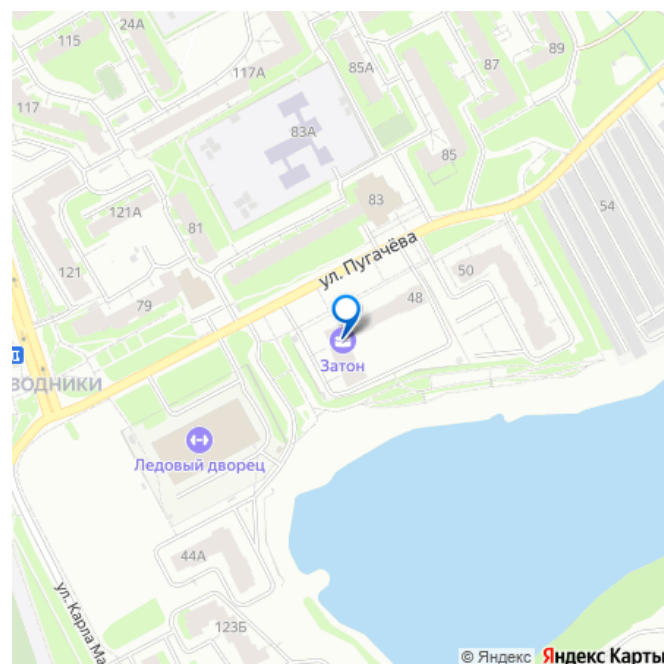 24А
115
117А
85А
87
89
117
83А
85
54
121А
83
81
ул. Пугачёва
121
50
79
48
водники
Затон
Ледовый дворец
44А
ул. Карла Ма
123Б
© Яндекс Яндекс Карты